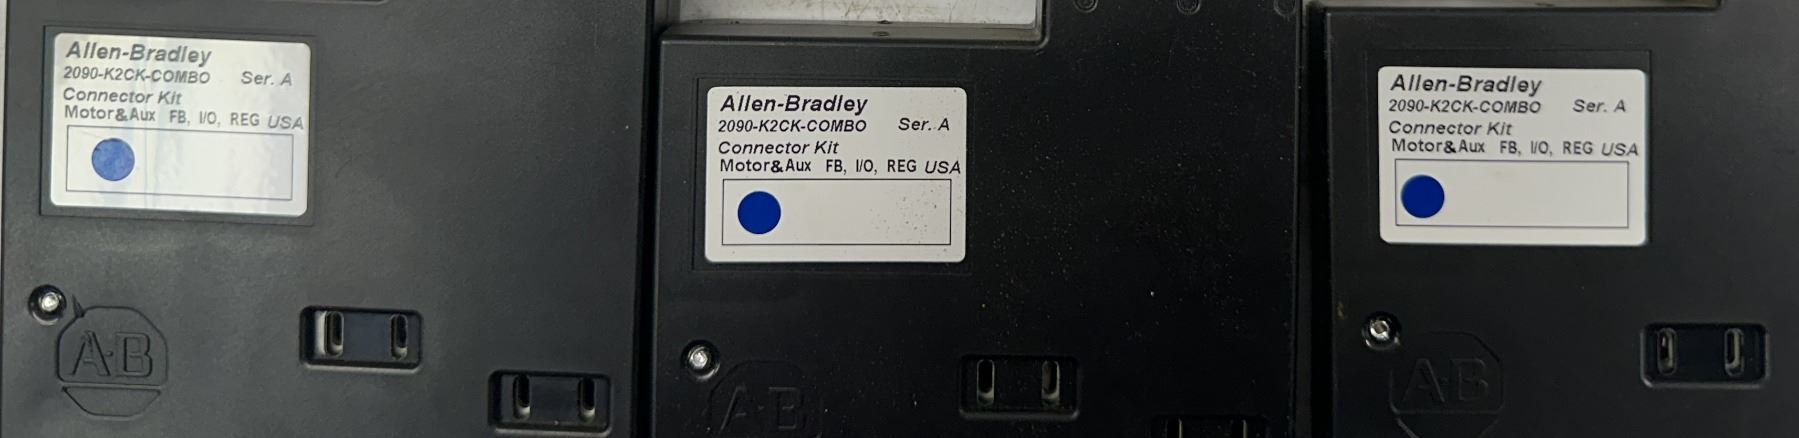 Allen-Bradley
2090-K2CK-COMBO Ser. A
Connector Kit
Motor&Aux FB, I/O, REG USA
A-B
Allen-Bradley
2090-K2CK-COMBO Ser. A
Connector Kit
Motor&Aux FB, I/O, REG USA
A-B
Allen-Bradley
2090-K2CK-COMBO Ser. A
Connector Kit
Motor&Aux FB, I/O, REG USA
A-B